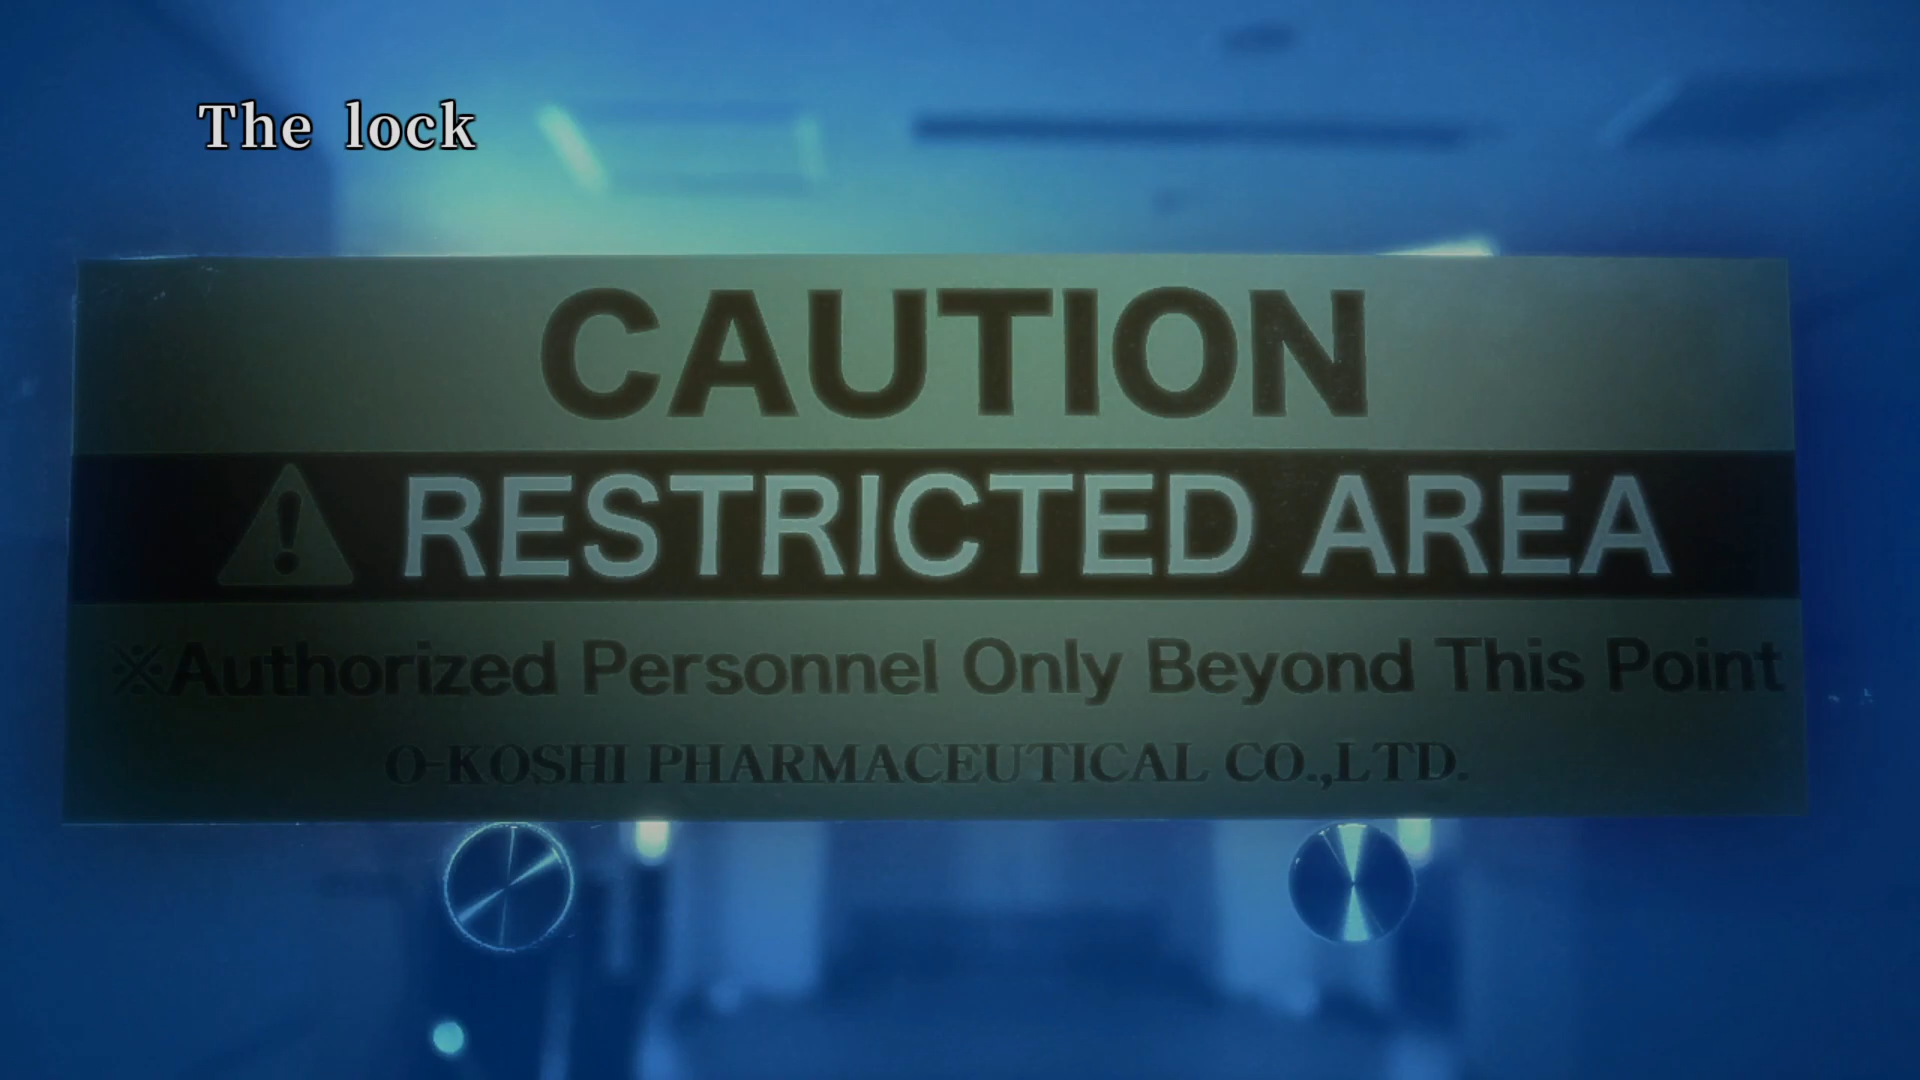 The lock
CAUTION
RESTRICTED AREA
※Authorized Personnel Only Beyond This Point
O-KOSHI PHARMACEUTICAL CO.,LTD.